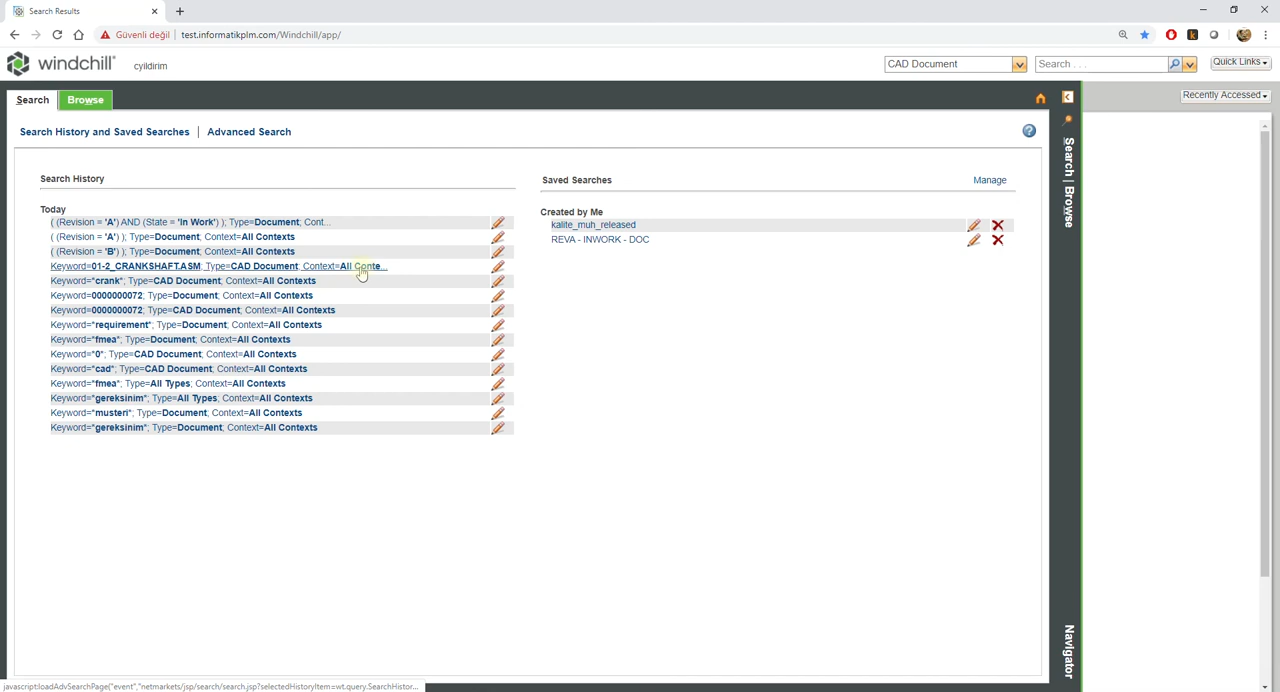 Search Results
Güvenli değil
test.informatikplm.com/Windchill/app/
windchill
cyildirim
CAD Document
Search . . .
Quick Links
Search
Browse
Recently Accessed
Search History and Saved Searches | Advanced Search
Search | Browse
Search History
Saved Searches
Manage
Today
( (Revision = 'A') AND (State = 'In Work') ); Type=Document; Cont...
( (Revision = 'A') ); Type=Document; Context=All Contexts
( (Revision = 'B') ); Type=Document; Context=All Contexts
Keyword=01-2_CRANKSHAFT.ASM; Type=CAD Document; Context=All Conte...
Keyword=*crank*; Type=CAD Document; Context=All Contexts
Keyword=0000000072; Type=Document; Context=All Contexts
Keyword=0000000072; Type=CAD Document; Context=All Contexts
Keyword=*requirement*; Type=Document; Context=All Contexts
Keyword=*fmea*; Type=Document; Context=All Contexts
Keyword=*0*; Type=CAD Document; Context=All Contexts
Keyword=*cad*; Type=CAD Document; Context=All Contexts
Keyword=*fmea*; Type=All Types; Context=All Contexts
Keyword=*gereksinim*; Type=All Types; Context=All Contexts
Keyword=*musteri*; Type=Document; Context=All Contexts
Keyword=*gereksinim*; Type=Document; Context=All Contexts
Created by Me
kalite_muh_released
REVA - INWORK - DOC
Navigator
javascript:loadAdvSearchPage("event","netmarkets/jsp/search/search.jsp?selectedHistoryItem=wt.query.SearchHistor...